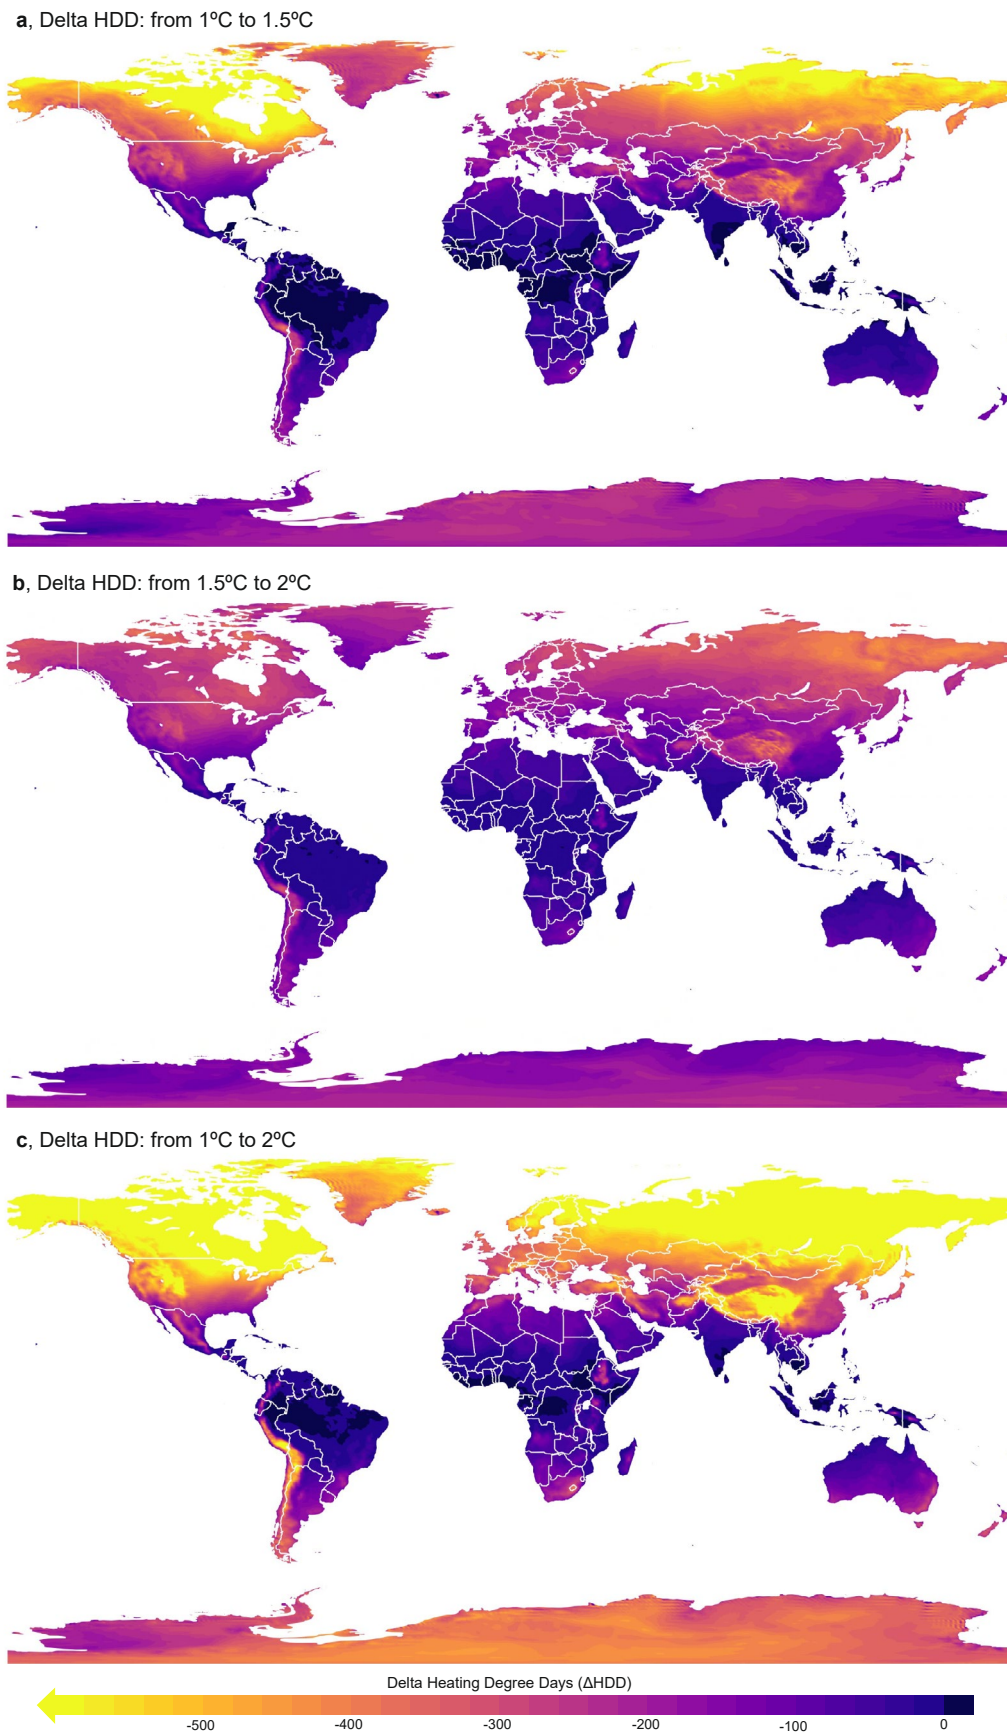 a, Delta HDD: from 1ºC to 1.5ºC
b, Delta HDD: from 1.5ºC to 2ºC
c, Delta HDD: from 1ºC to 2ºC
Delta Heating Degree Days (ΔHDD)
-500 -400 -300 -200 -100 0